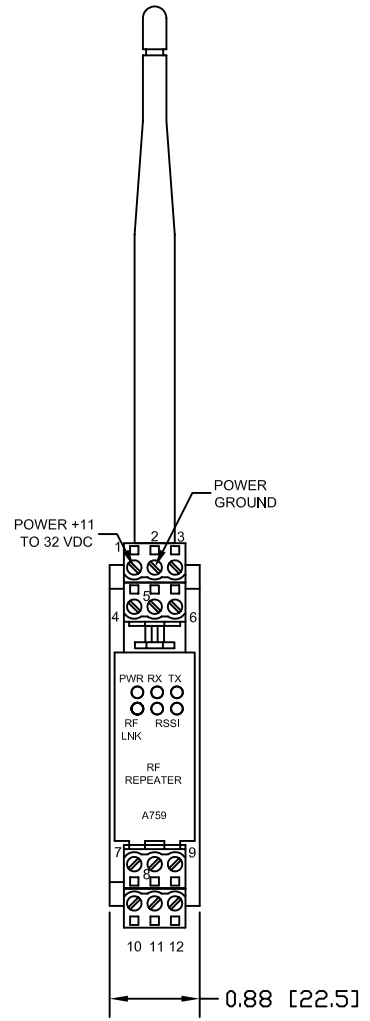 POWER
GROUND
POWER +11
TO 32 VDC
1 2 3
4 5 6
PWR RX TX
RF RSSI
LNK
RF
REPEATER
A759
7 8 9
10 11 12
0.88 [22.5]